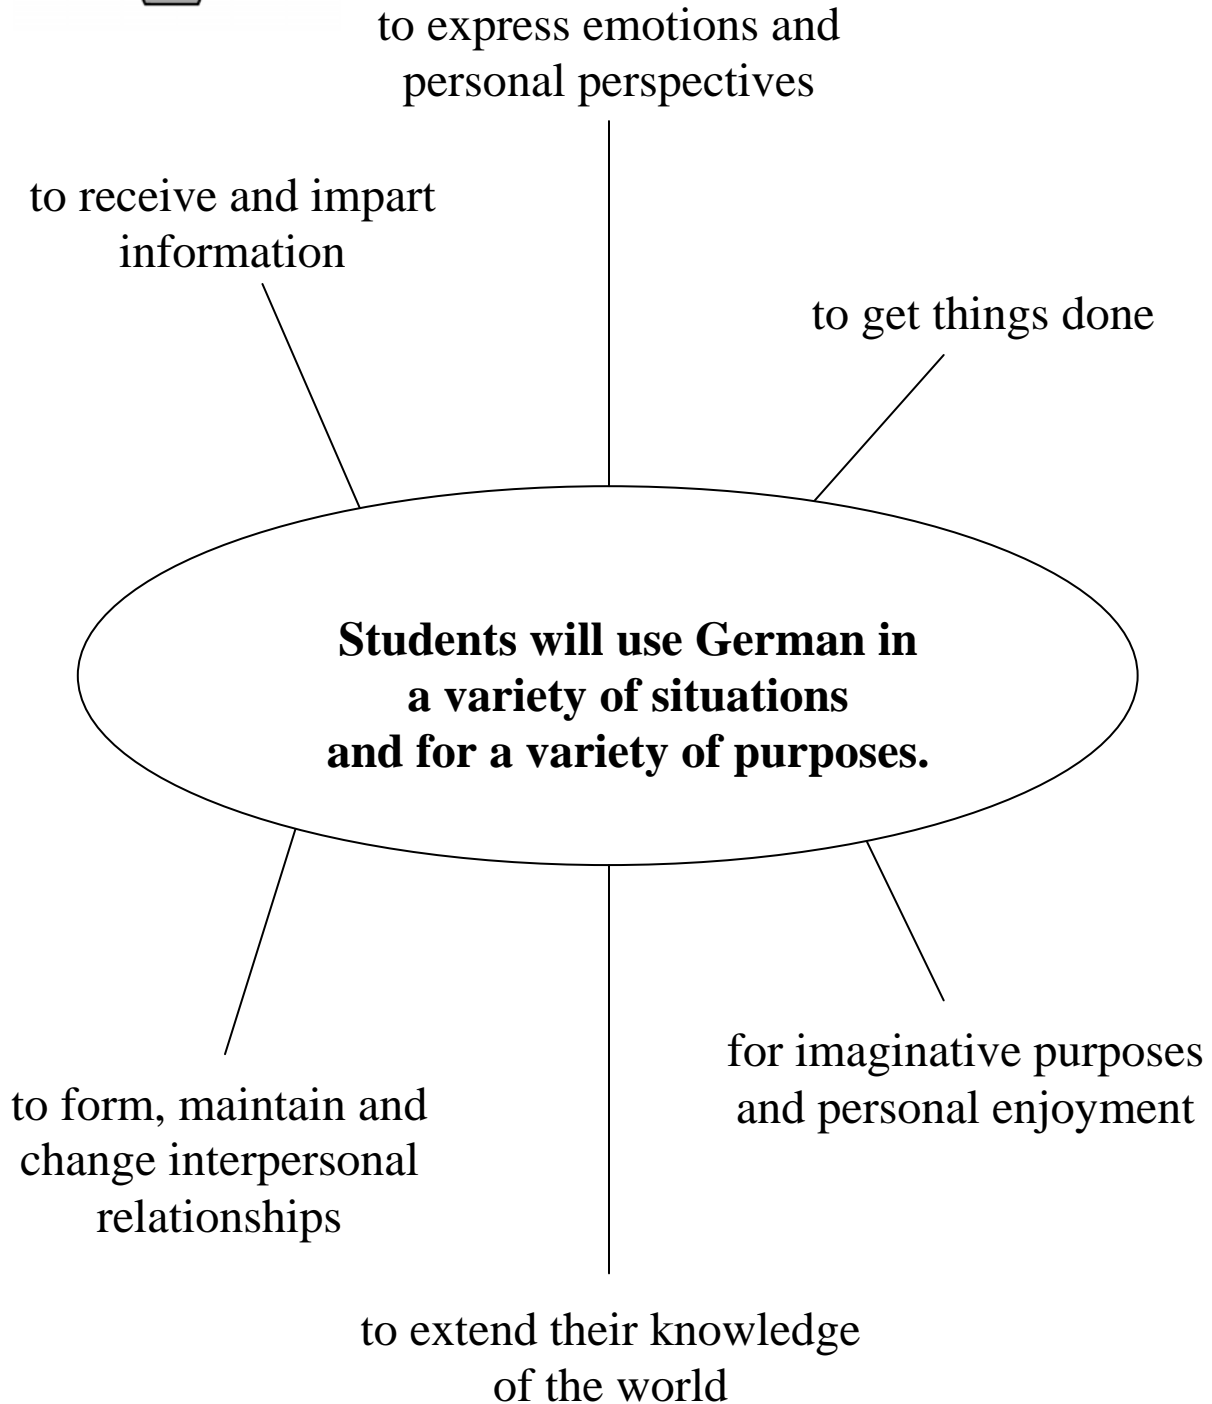 to express emotions and
personal perspectives
to receive and impart
information
to get things done
Students will use German in
a variety of situations
and for a variety of purposes.
for imaginative purposes
and personal enjoyment
to form, maintain and
change interpersonal
relationships
to extend their knowledge
of the world